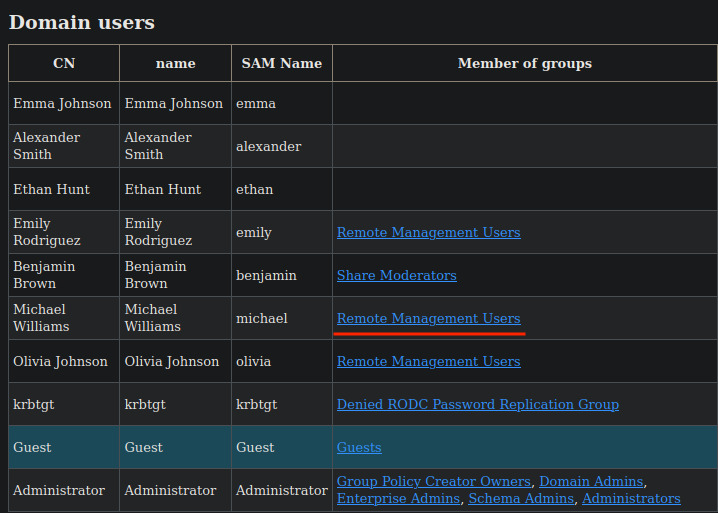 Domain users
CN name SAM Name Member of groups
Emma Johnson Emma Johnson emma
Alexander Smith Alexander Smith alexander
Ethan Hunt Ethan Hunt ethan
Emily Rodriguez Emily Rodriguez emily Remote Management Users
Benjamin Brown Benjamin Brown benjamin Share Moderators
Michael Williams Michael Williams michael Remote Management Users
Olivia Johnson Olivia Johnson olivia Remote Management Users
krbtgt krbtgt krbtgt Denied RODC Password Replication Group
Guest Guest Guest Guests
Administrator Administrator Administrator Group Policy Creator Owners, Domain Admins,
Enterprise Admins, Schema Admins, Administrators